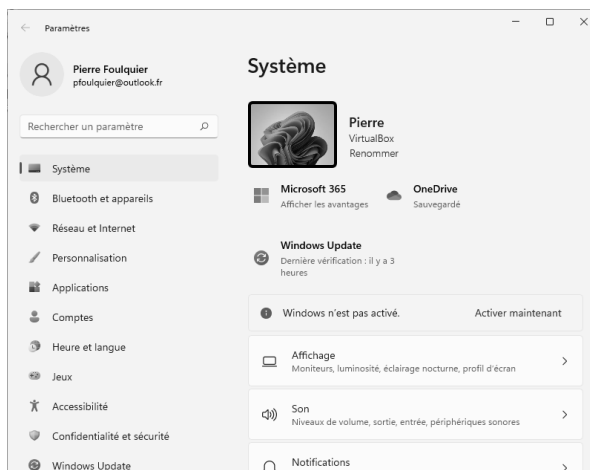 Paramètres
Pierre Foulquier
pfoulquier@outlook.fr
Rechercher un paramètre
Système
Bluetooth et appareils
Réseau et Internet
Personnalisation
Applications
Comptes
Heure et langue
Jeux
Accessibilité
Confidentialité et sécurité
Windows Update
Système
Pierre
VirtualBox
Renommer
Microsoft 365
Afficher les avantages
OneDrive
Sauvegardé
Windows Update
Dernière vérification : il y a 3
heures
Windows n'est pas activé.
Activer maintenant
Affichage
Moniteurs, luminosité, éclairage nocturne, profil d'écran
Son
Niveaux de volume, sortie, entrée, périphériques sonores
Notifications